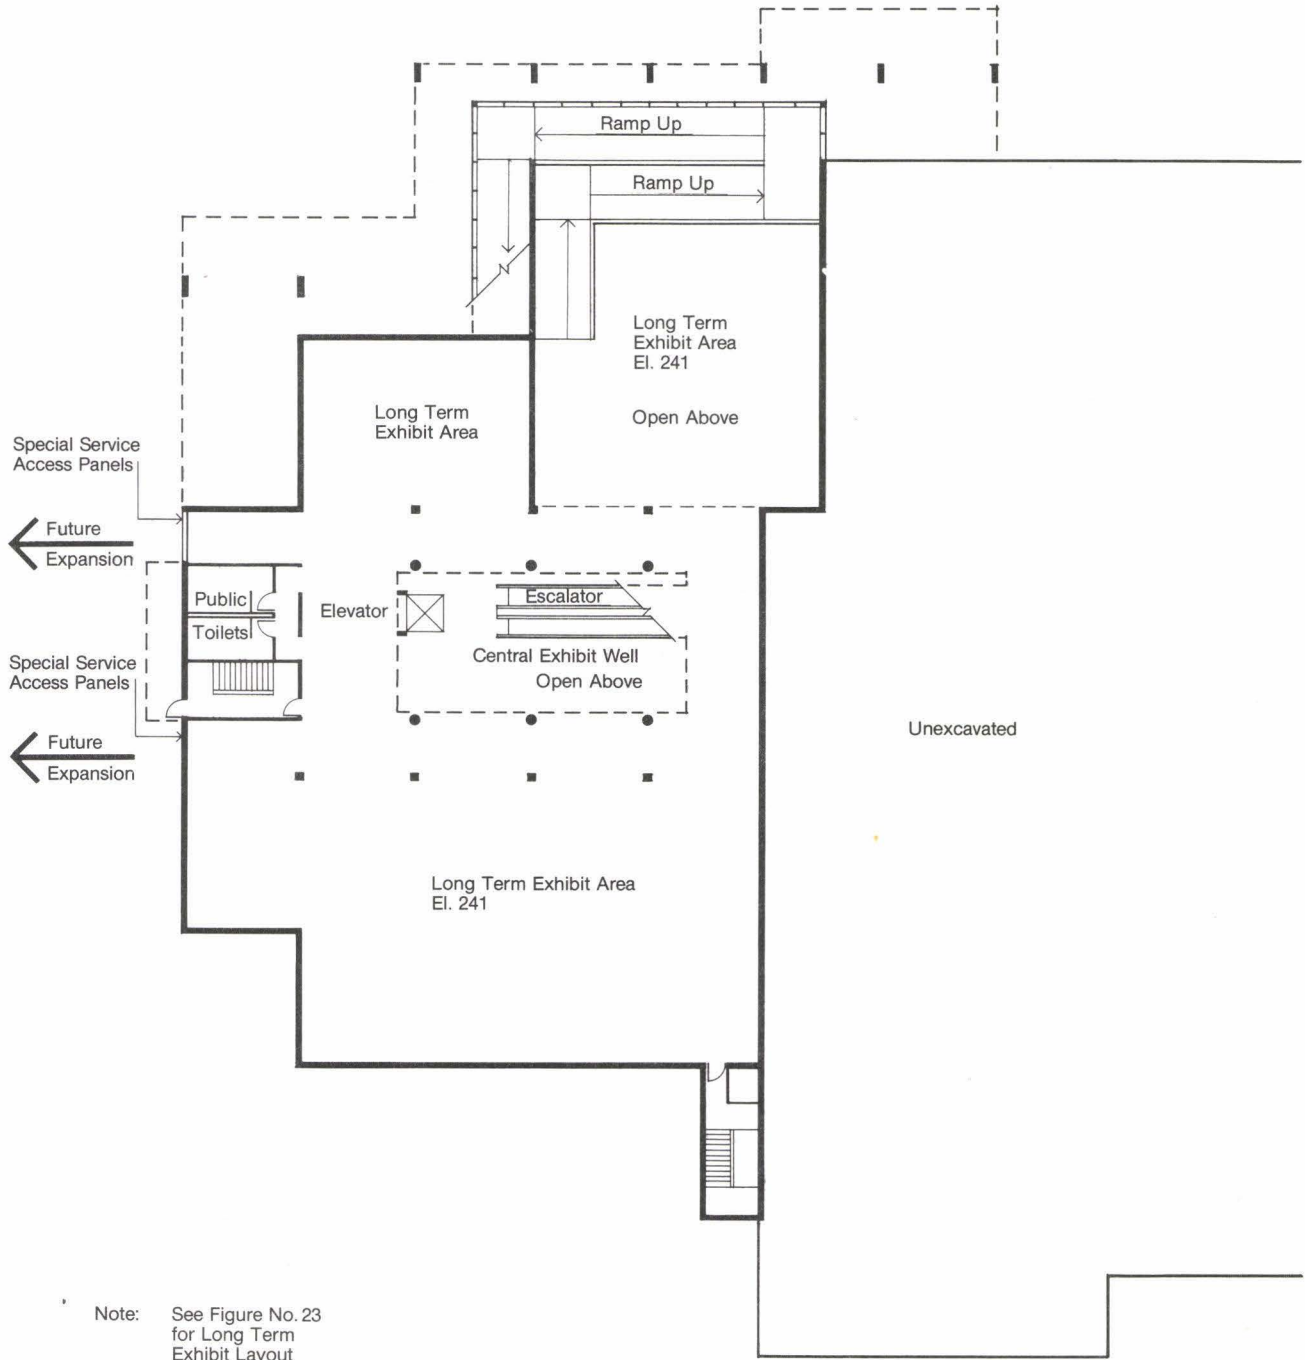 Ramp Up
Ramp Up
Long Term
Exhibit Area
El. 241
Open Above
Long Term
Exhibit Area
Special Service
Access Panels
Future
Expansion
Public
Toilets
Elevator
Escalator
Central Exhibit Well
Open Above
Special Service
Access Panels
Future
Expansion
Unexcavated
Long Term Exhibit Area
El. 241
Note: See Figure No. 23
for Long Term
Exhibit Layout